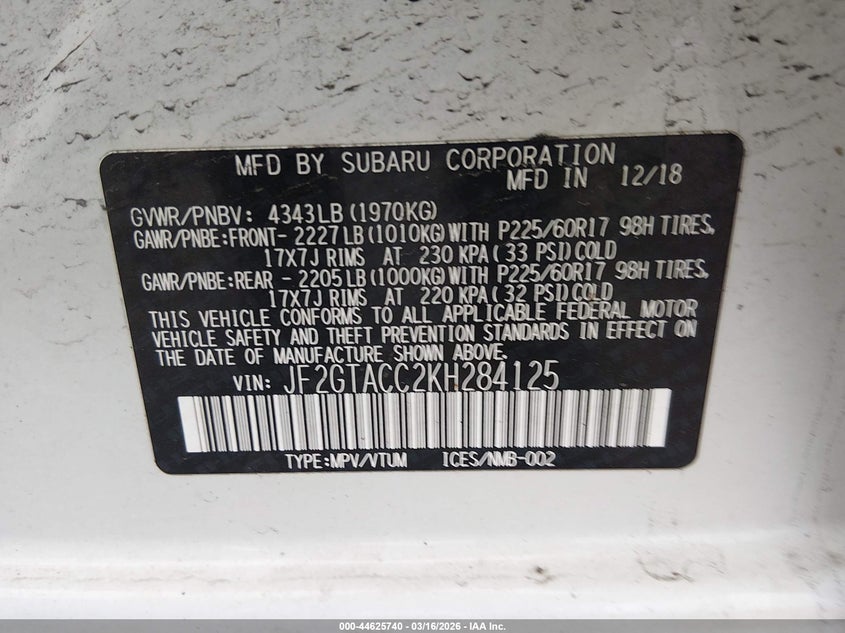 MFD BY SUBARU CORPORATION
MFD IN 12/18
GVWR/PNBV: 4343LB(1970KG)
GAWR/PNBE:FRONT- 2227LB(1010KG)WITH P225/60R17 98H TIRES,
17X7J RIMS AT 230 KPA(33 PSI)COLD
GAWR/PNBE:REAR - 2205LB(1000KG)WITH P225/60R17 98H TIRES,
17X7J RIMS AT 220 KPA(32 PSI)COLD
THIS VEHICLE CONFORMS TO ALL APPLICABLE FEDERAL MOTOR
VEHICLE SAFETY AND THEFT PREVENTION STANDARDS IN EFFECT ON
THE DATE OF MANUFACTURE SHOWN ABOVE.
VIN: JF2GTACC2KH284125
TYPE:MPV/VTUM ICES/NMB-002
000-44625740 - 03/16/2026 - IAA Inc.